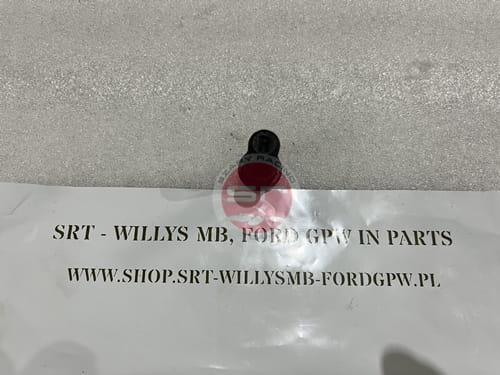 SRT - WILLYS MB, FORD GPW IN PARTS
WWW.SHOP.SRT-WILLYSMB-FORDGPW.PL